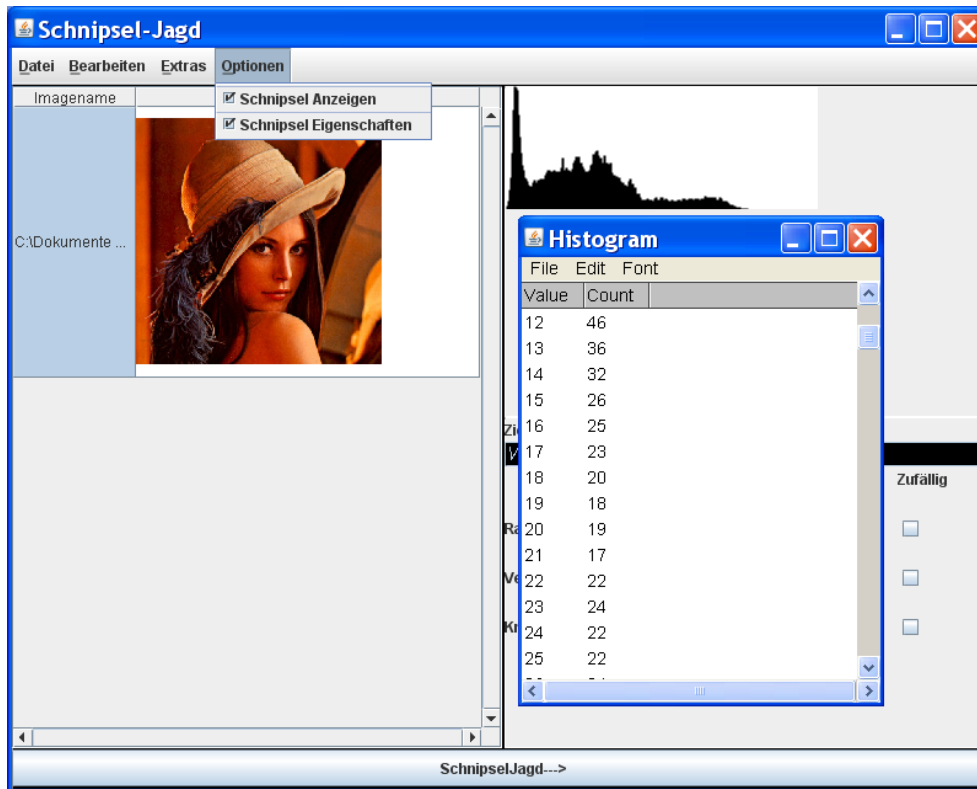 Schnipsel-Jagd
Datei Bearbeiten Extras Optionen
Schnipsel Anzeigen
Schnipsel Eigenschaften
Imagename
C:\Dokumente ...
Histogram
File Edit Font
Value Count
12 46
13 36
14 32
15 26
16 25
17 23
18 20
19 18
20 19
21 17
22 22
23 24
24 22
25 22
Zufällig
SchnipselJagd--->